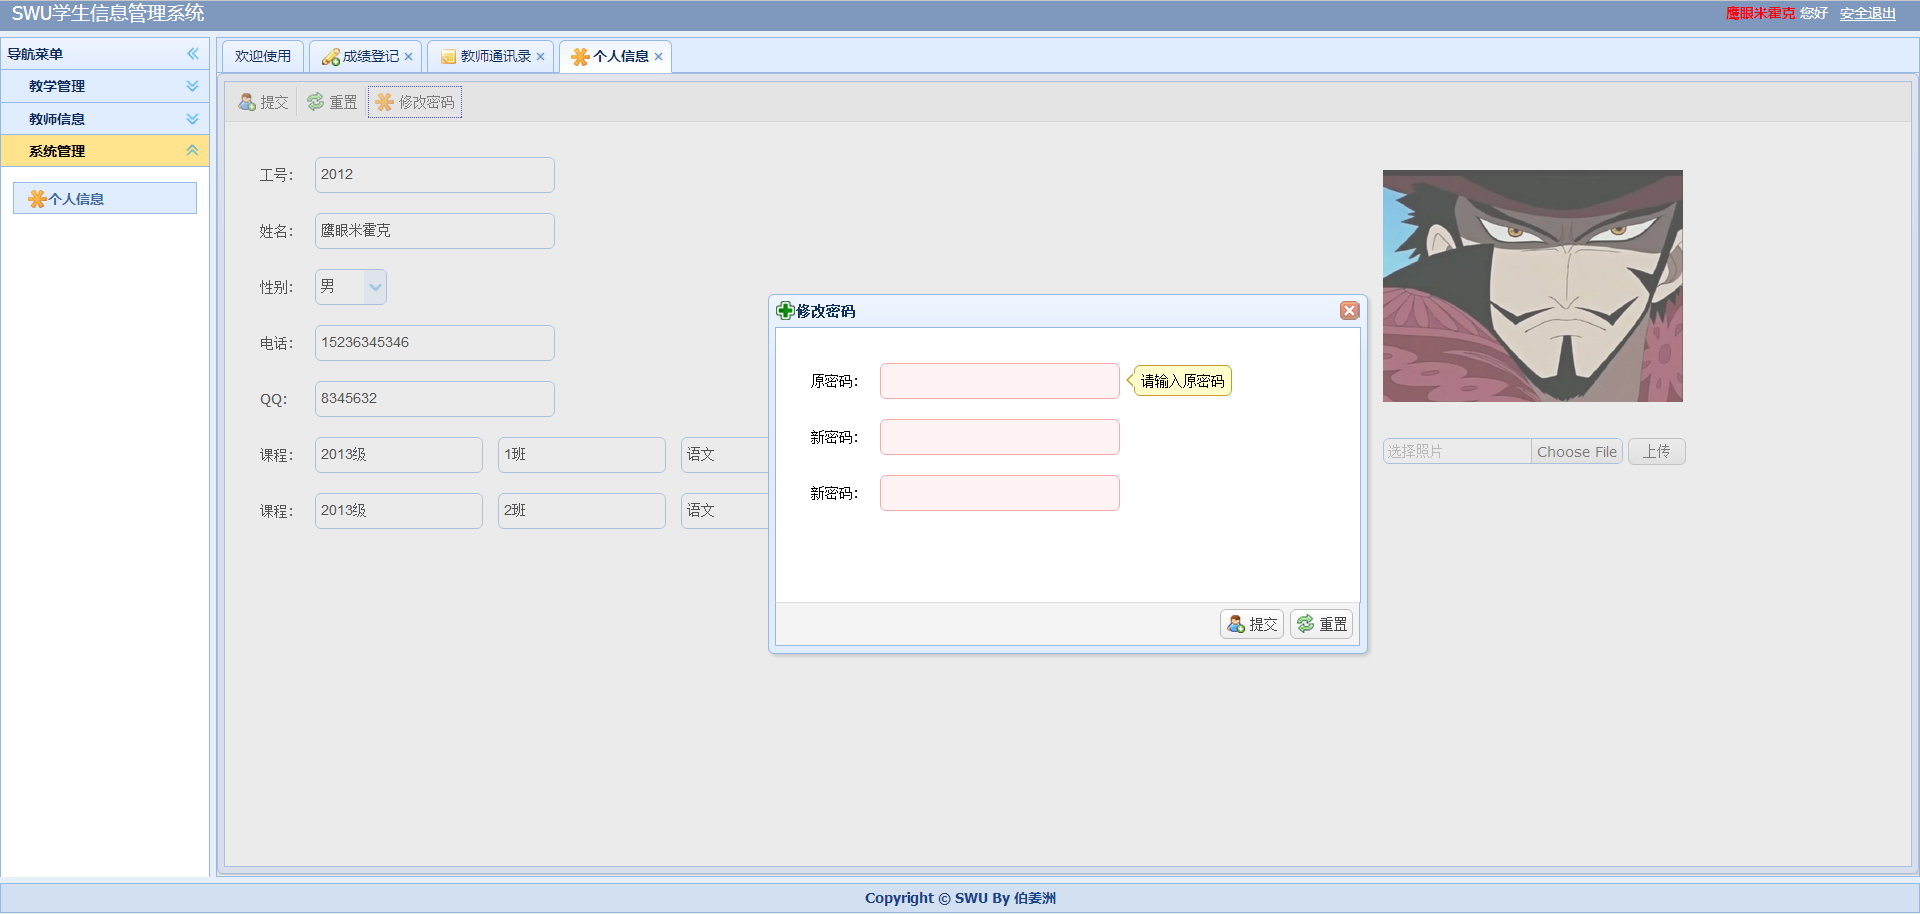 SWU学生信息管理系统
鹰眼米霍克 您好 安全退出
导航菜单
教学管理
教师信息
系统管理
个人信息
欢迎使用 成绩登记 教师通讯录 个人信息
提交 重置 修改密码
工号: 2012
姓名: 鹰眼米霍克
性别: 男
电话: 15236345346
QQ: 8345632
课程: 2013级 1班 语文
课程: 2013级 2班 语文
选择照片 Choose File 上传
修改密码
原密码: 请输入原密码
新密码:
新密码:
提交 重置
Copyright © SWU By 伯姜洲